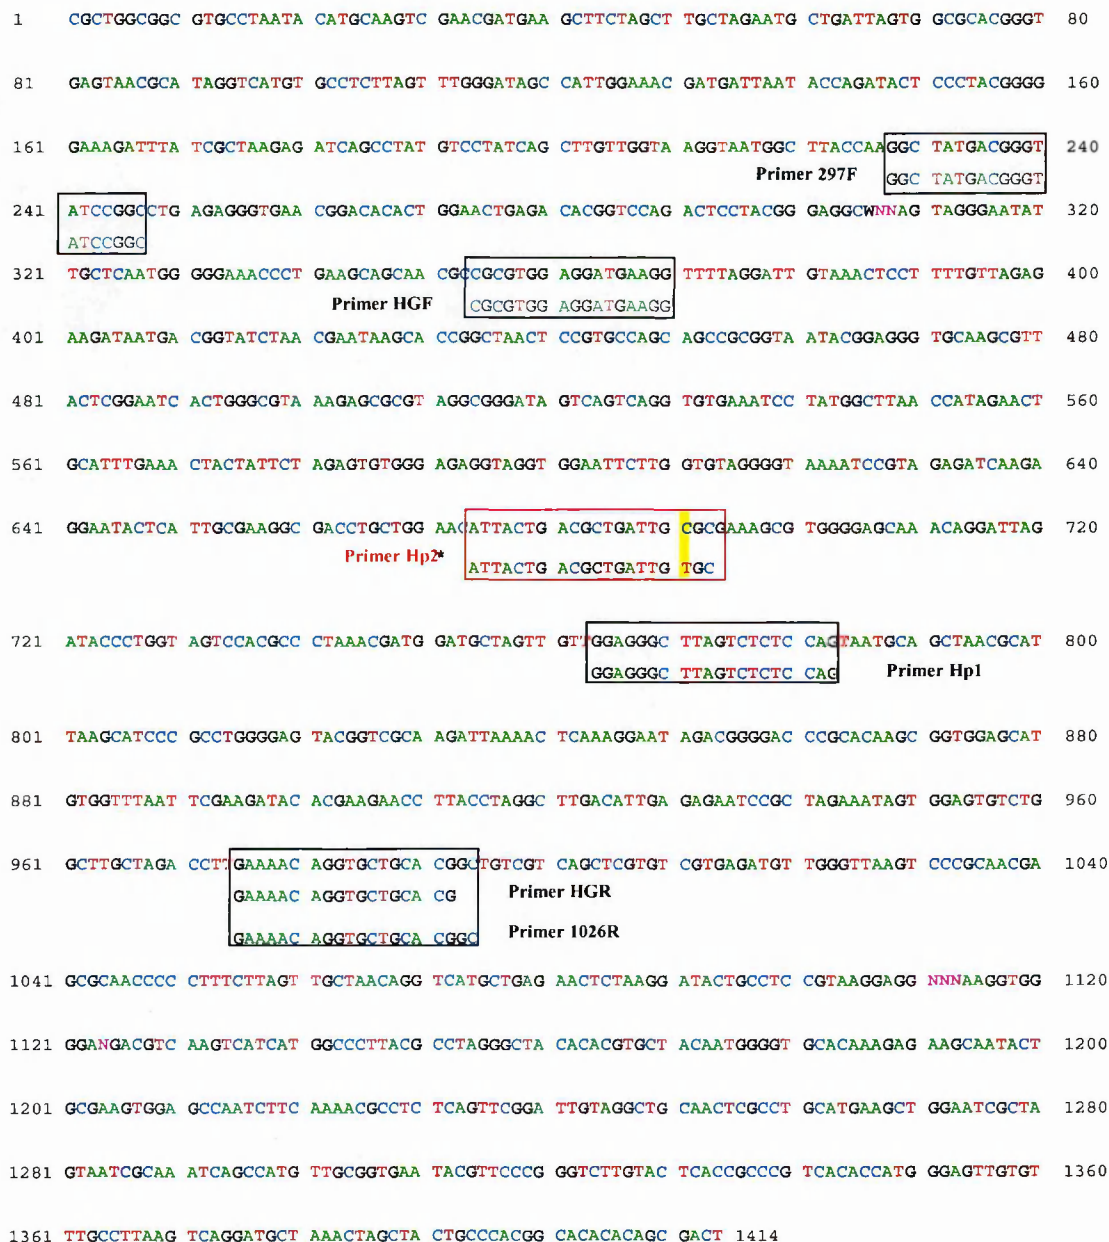 1 CGCTGGCGGC GTGCCTAATA CATGCAAGTC GAACGATGAA GCTTCTAGCT TGCTAGAATG CTGATTAGTG GCGCACGGGT 80
81 GAGTAACGCA TAGGTCATGT GCCTCTTAGT TTGGGATAGC CATTGGAAAC GATGATTAAT ACCAGATACT CCCTACGGGG 160
161 GAAAGATTTA TCGCTAAGAG ATCAGCCTAT GTCCTATCAG CTTGTTGGTA AGGTAATGGC TTACCAAGGC TATGACGGGT 240
Primer 297F GGC TATGACGGGT
241 ATCCGGCCTG AGAGGGTGAA CGGACACACT GGAACTGAGA CACGGTCCAG ACTCCTACGG GAGGCWNNAG TAGGGAATAT 320
ATCCGGC
321 TGCTCAATGG GGGAAACCCT GAAGCAGCAA CGCCGCGTGG AGGATGAAGG TTTTAGGATT GTAAACTCCT TTTGTTAGAG 400
Primer HGF CGCGTGG AGGATGAAGG
401 AAGATAATGA CGGTATCTAA CGAATAAGCA CCGGCTAACT CCGTGCCAGC AGCCGCGGTA ATACGGAGGG TGCAAGCGTT 480
481 ACTCGGAATC ACTGGGCGTA AAGAGCGCGT AGGCGGGATA GTCAGTCAGG TGTGAAATCC TATGGCTTAA CCATAGAACT 560
561 GCATTTGAAA CTACTATTCT AGAGTGTGGG AGAGGTAGGT GGAATTCTTG GTGTAGGGGT AAAATCCGTA GAGATCAAGA 640
641 GGAATACTCA TTGCGAAGGC GACCTGCTGG AACATTACTG ACGCTGATTG CGCGAAAGCG TGGGGAGCAA ACAGGATTAG 720
Primer Hp2* ATTACTG ACGCTGATTG TGC
721 ATACCCTGGT AGTCCACGCC CTAAACGATG GATGCTAGTT GTTGGAGGGC TTAGTCTCTC CAGTAATGCA GCTAACGCAT 800
GGAGGGC TTAGTCTCTC CAG Primer Hp1
801 TAAGCATCCC GCCTGGGGAG TACGGTCGCA AGATTAAAAC TCAAAGGAAT AGACGGGGAC CCGCACAAGC GGTGGAGCAT 880
881 GTGGTTTAAT TCGAAGATAC ACGAAGAACC TTACCTAGGC TTGACATTGA GAGAATCCGC TAGAAATAGT GGAGTGTCTG 960
961 GCTTGCTAGA CCTTGAAAAC AGGTGCTGCA CGGCTGTCGT CAGCTCGTGT CGTGAGATGT TGGGTTAAGT CCCGCAACGA 1040
GAAAAC AGGTGCTGCA CG Primer HGR
GAAAAC AGGTGCTGCA CGGC Primer 1026R
1041 GCGCAACCCC CTTTCTTAGT TGCTAACAGG TCATGCTGAG AACTCTAAGG ATACTGCCTC CGTAAGGAGG NNNAAGGTGG 1120
1121 GGANGACGTC AAGTCATCAT GGCCCTTACG CCTAGGGCTA CACACGTGCT ACAATGGGGT GCACAAAGAG AAGCAATACT 1200
1201 GCGAAGTGGA GCCAATCTTC AAAACGCCTC TCAGTTCGGA TTGTAGGCTG CAACTCGCCT GCATGAAGCT GGAATCGCTA 1280
1281 GTAATCGCAA ATCAGCCATG TTGCGGTGAA TACGTTCCCG GGTCTTGTAC TCACCGCCCG TCACACCATG GGAGTTGTGT 1360
1361 TTGCCTTAAG TCAGGATGCT AAACTAGCTA CTGCCCACGG CACACACAGC GACT 1414